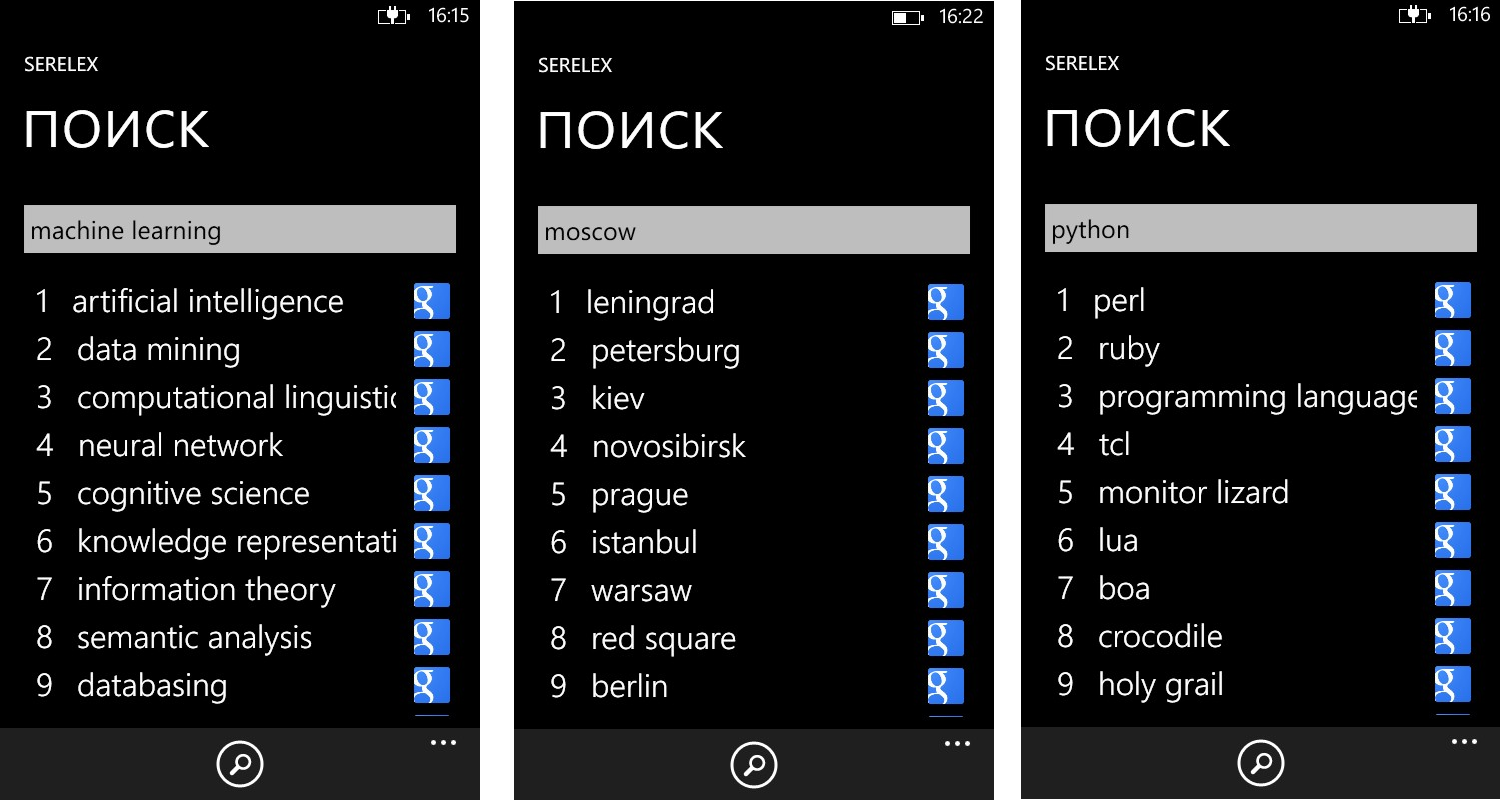 16:15
SERELEX
ПОИСК
machine learning
1 artificial intelligence
2 data mining
3 computational linguistic
4 neural network
5 cognitive science
6 knowledge representati
7 information theory
8 semantic analysis
9 databasing
16:22
SERELEX
ПОИСК
moscow
1 leningrad
2 petersburg
3 kiev
4 novosibirsk
5 prague
6 istanbul
7 warsaw
8 red square
9 berlin
16:16
SERELEX
ПОИСК
python
1 perl
2 ruby
3 programming language
4 tcl
5 monitor lizard
6 lua
7 boa
8 crocodile
9 holy grail